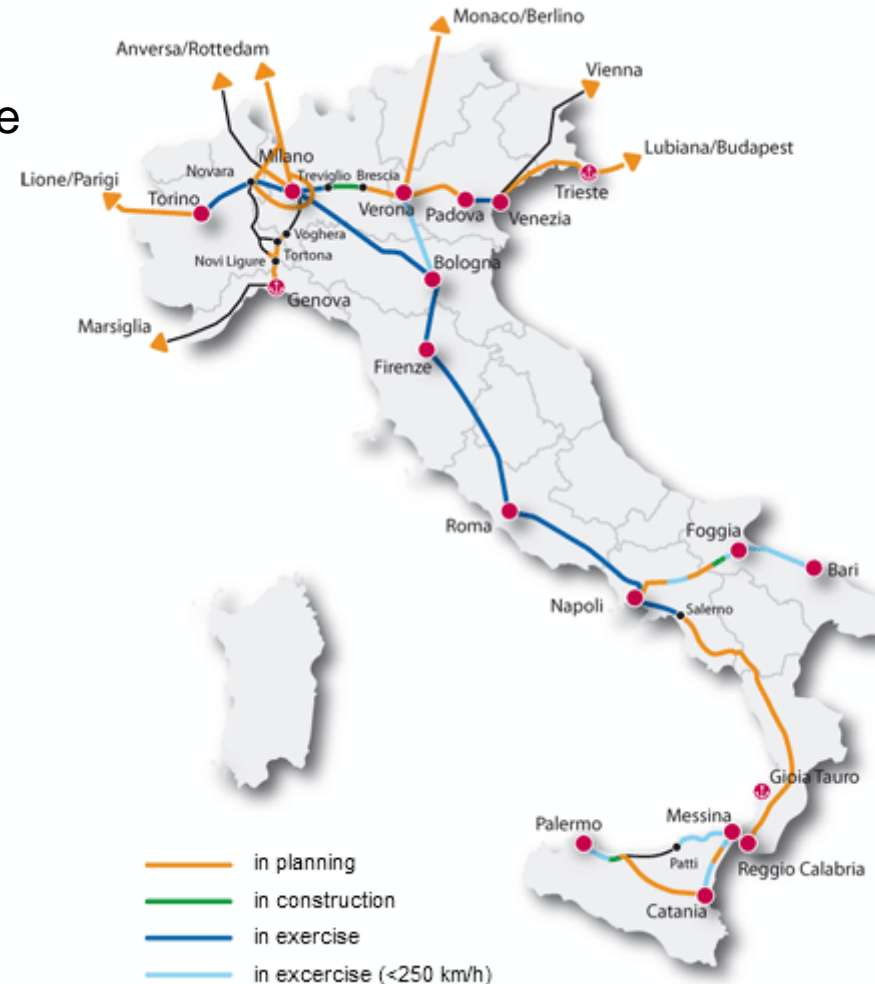 Monaco/Berlino
Anversa/Rottedam
Vienna
e
Lubiana/Budapest
Milano
Novara
Treviglio Brescia
Lione/Parigi
Torino
Trieste
Verona
Padova
Venezia
Voghera
Tortona
Novi Ligure
Bologna
Genova
Marsiglia
Firenze
Roma
Foggia
Bari
Napoli
Salerno
Gioia Tauro
Messina
Palermo
Patti
Reggio Calabria
Catania
in planning
in construction
in exercise
in excercise (<250 km/h)